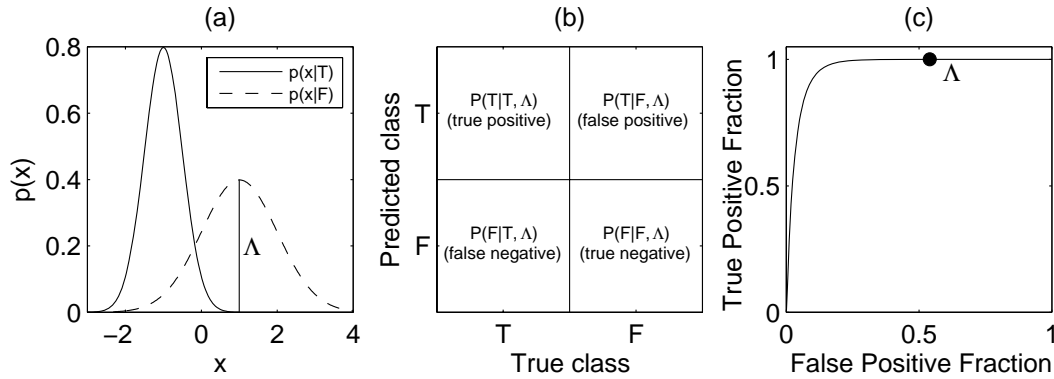 (a)
0.8
0.6
0.4
0.2
0
p(x)
p(x|T)
p(x|F)
Λ
−2
0
2
4
x
(b)
Predicted class
T
F
P(T|T, Λ)
(true positive)
P(T|F, Λ)
(false positive)
P(F|T, Λ)
(false negative)
P(F|F, Λ)
(true negative)
T
F
True class
(c)
True Positive Fraction
1
0.5
0
Λ
0
0.5
1
False Positive Fraction